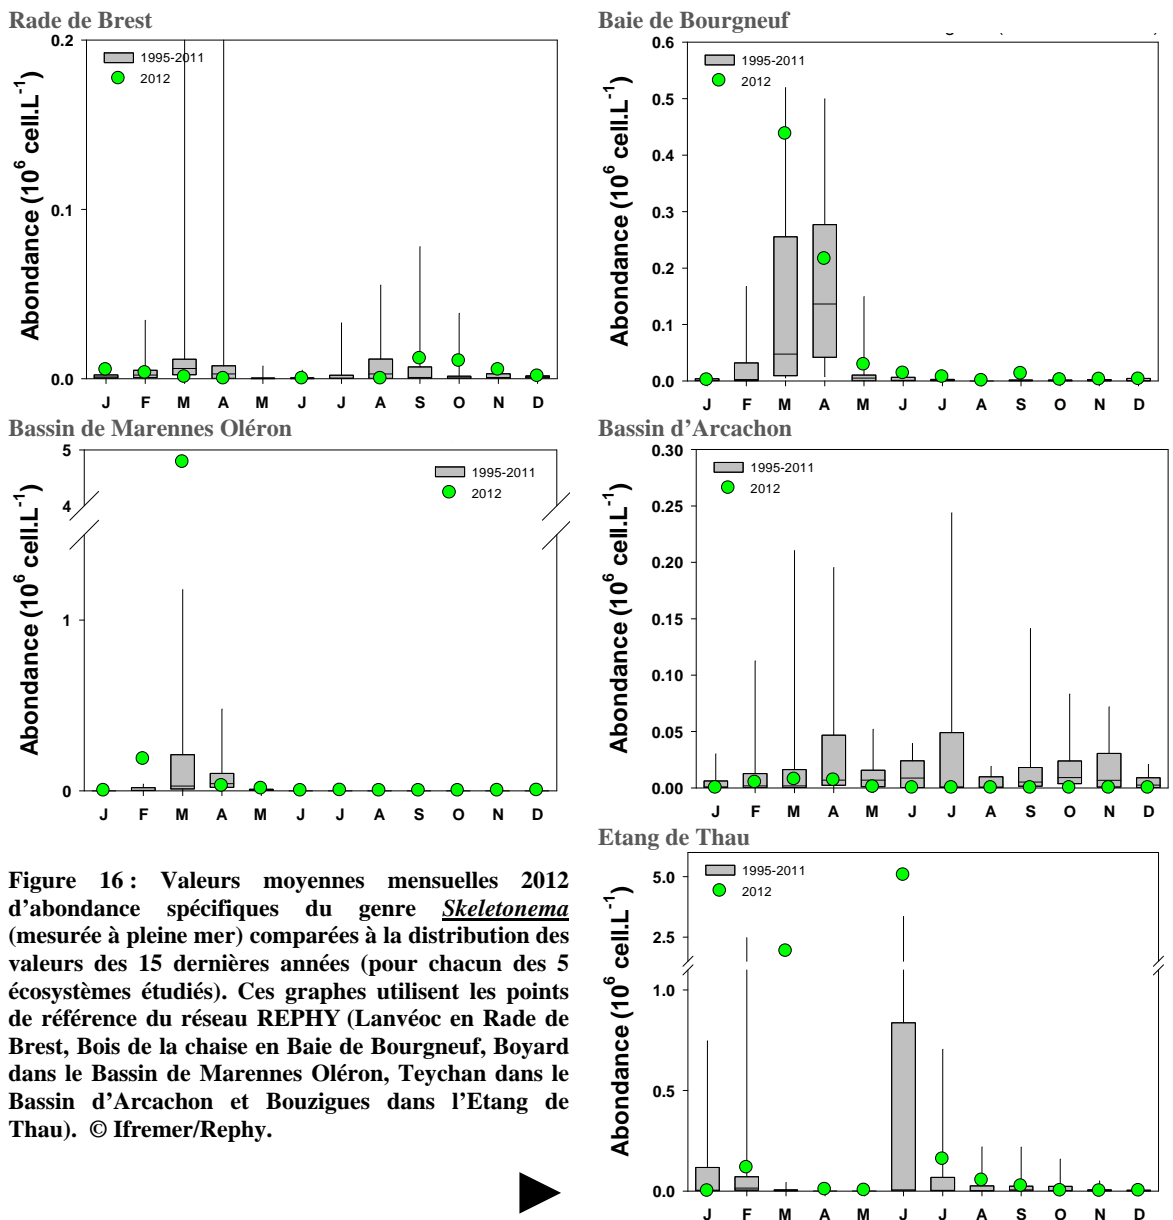 Rade de Brest
0.2
0.1
0.0
Abondance (10⁶ cell.L⁻¹)
1995-2011
2012
J F M A M J J A S O N D
Baie de Bourgneuf
0.6
0.5
0.4
0.3
0.2
0.1
0.0
Abondance (10⁶ cell.L⁻¹)
1995-2011
2012
J F M A M J J A S O N D
Bassin de Marennes Oléron
5
4
1
0
Abondance (10⁶ cell.L⁻¹)
1995-2011
2012
J F M A M J J A S O N D
Bassin d'Arcachon
0.30
0.25
0.20
0.15
0.10
0.05
0.00
Abondance (10⁶ cell.L⁻¹)
1995-2011
2012
J F M A M J J A S O N D
Etang de Thau
5.0
2.5
1.0
0.5
0.0
Abondance (10⁶ cell.L⁻¹)
1995-2011
2012
J F M A M J J A S O N D
Figure 16 : Valeurs moyennes mensuelles 2012
d'abondance spécifiques du genre Skeletonema
(mesurée à pleine mer) comparées à la distribution des
valeurs des 15 dernières années (pour chacun des 5
écosystèmes étudiés). Ces graphes utilisent les points
de référence du réseau REPHY (Lanvéoc en Rade de
Brest, Bois de la chaise en Baie de Bourgneuf, Boyard
dans le Bassin de Marennes Oléron, Teychan dans le
Bassin d'Arcachon et Bouzigues dans l'Etang de
Thau). © Ifremer/Rephy.